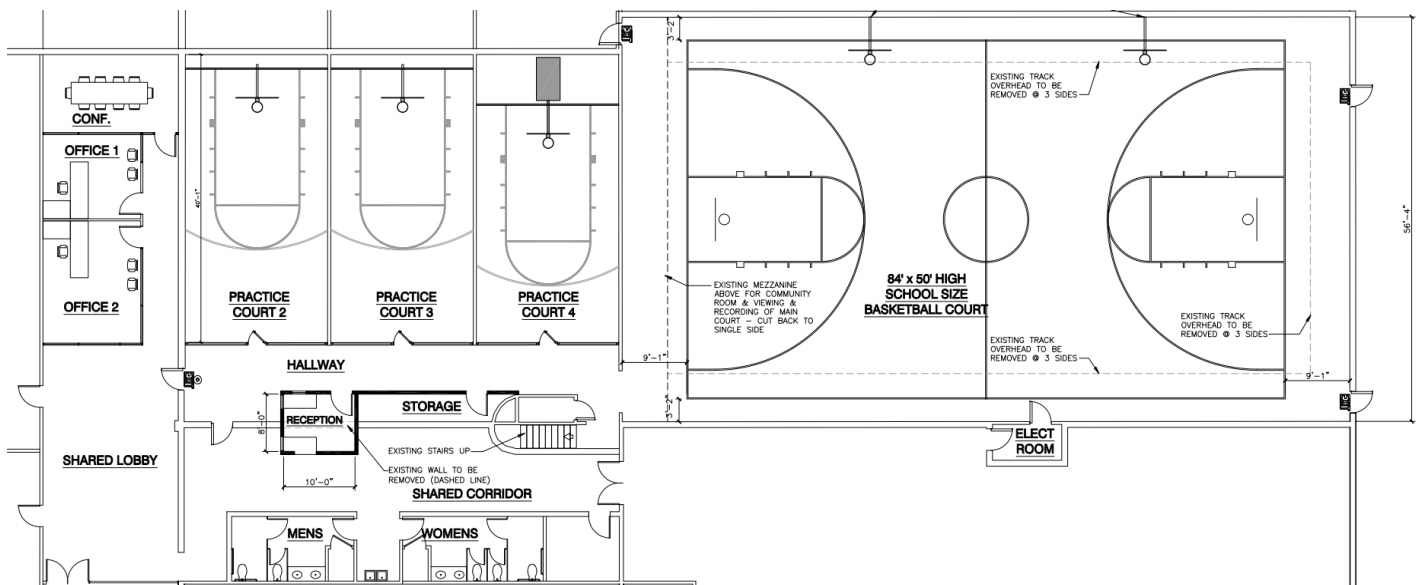 CONF.
OFFICE 1
OFFICE 2
40'-1"
PRACTICE
COURT 2
PRACTICE
COURT 3
PRACTICE
COURT 4
3'-2"
EXISTING TRACK
OVERHEAD TO BE
REMOVED @ 3 SIDES
56'-4"
EXISTING MEZZANINE
ABOVE FOR COMMUNITY
ROOM & VIEWING &
RECORDING OF MAIN
COURT – CUT BACK TO
SINGLE SIDE
84' x 50' HIGH
SCHOOL SIZE
BASKETBALL COURT
EXISTING TRACK
OVERHEAD TO BE
REMOVED @ 3 SIDES
EXISTING TRACK
OVERHEAD TO BE
REMOVED @ 3 SIDES
9'-1"
9'-1"
3'-2"
HALLWAY
STORAGE
RECEPTION
8'-0"
10'-0"
EXISTING STAIRS UP
EXISTING WALL TO BE
REMOVED (DASHED LINE)
SHARED LOBBY
SHARED CORRIDOR
ELECT
ROOM
MENS
WOMENS